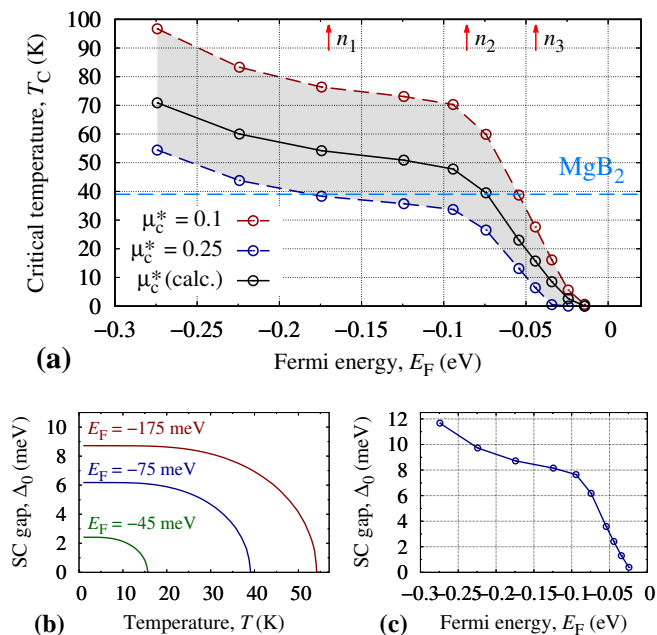 Critical temperature, T_C (K)
100
90
80
70
60
50
40
30
20
10
0
n_1
n_2
n_3
MgB_2
μ_c^* = 0.1
μ_c^* = 0.25
μ_c^* (calc.)
−0.3 −0.25 −0.2 −0.15 −0.1 −0.05 0
(a)
Fermi energy, E_F (eV)
SC gap, Δ_0 (meV)
10
8
6
4
2
0
E_F = −175 meV
E_F = −75 meV
E_F = −45 meV
0 10 20 30 40 50
(b)
Temperature, T (K)
SC gap, Δ_0 (meV)
12
10
8
6
4
2
0
−0.3 −0.25 −0.2 −0.15 −0.1 −0.05 0
(c)
Fermi energy, E_F (eV)